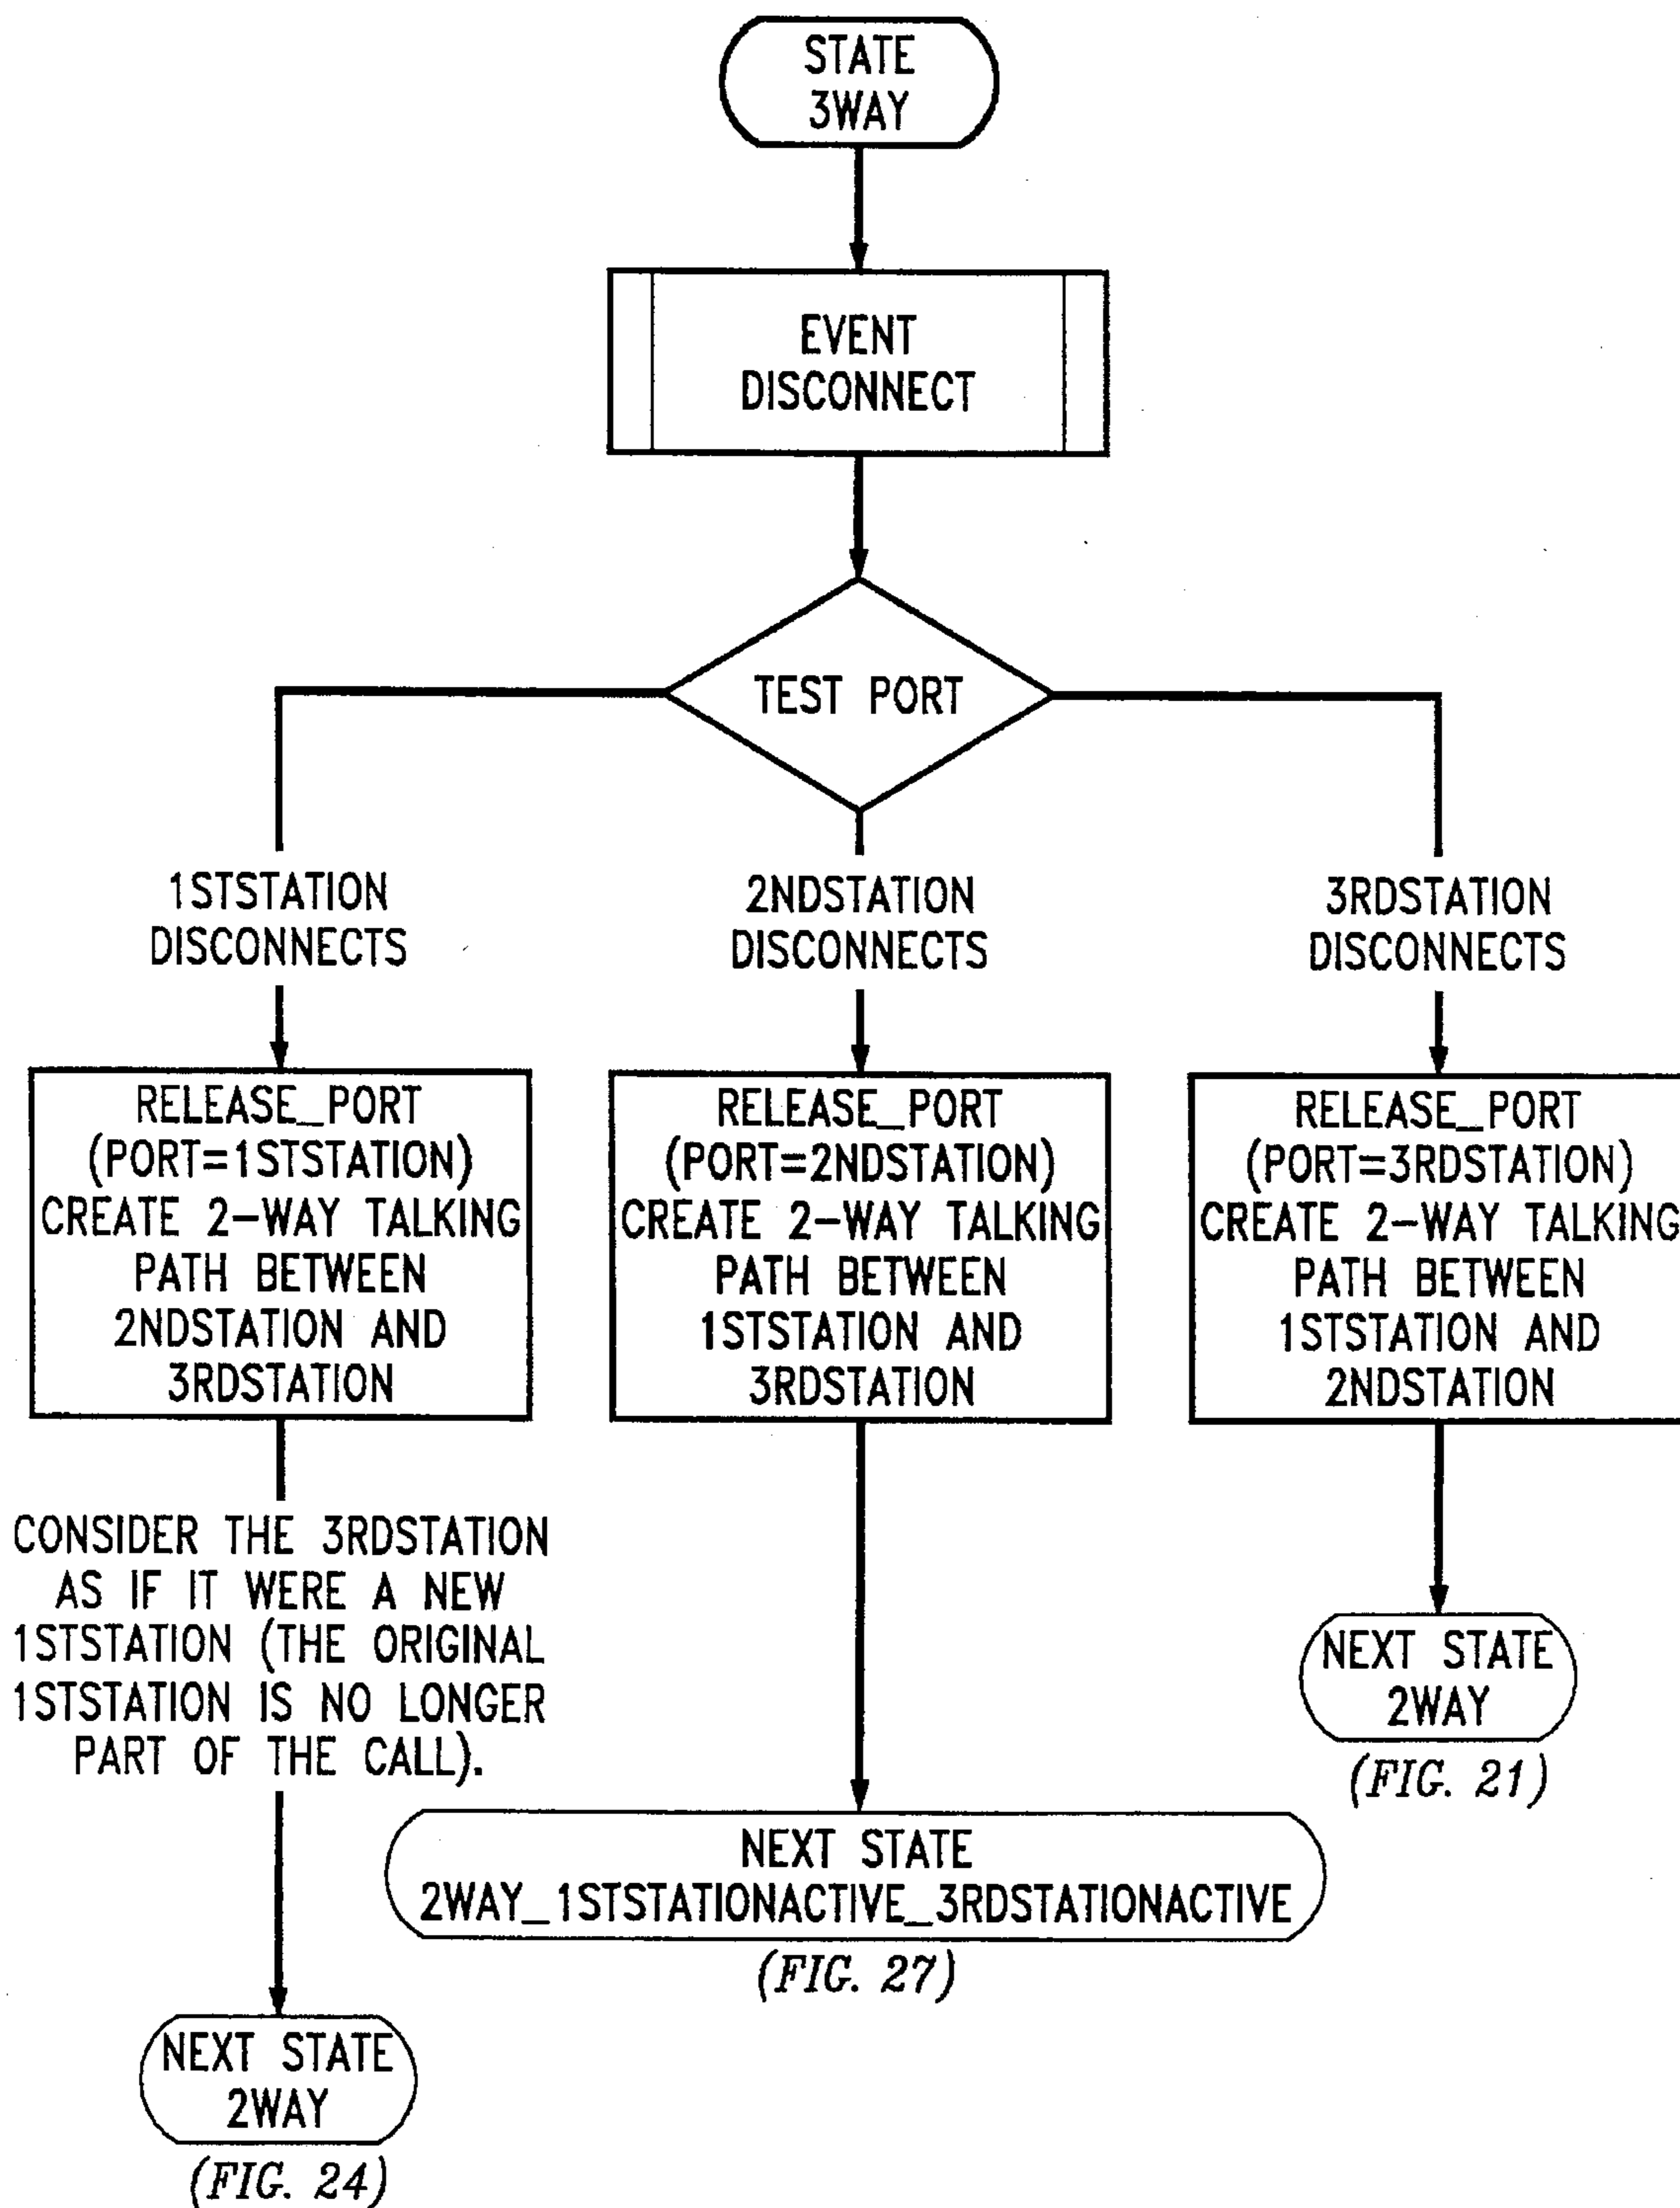 STATE
3WAY
EVENT
DISCONNECT
TEST PORT
1STSTATION
DISCONNECTS
2NDSTATION
DISCONNECTS
3RDSTATION
DISCONNECTS
RELEASE_PORT
(PORT=1STSTATION)
CREATE 2-WAY TALKING
PATH BETWEEN
2NDSTATION AND
3RDSTATION
RELEASE_PORT
(PORT=2NDSTATION)
CREATE 2-WAY TALKING
PATH BETWEEN
1STSTATION AND
3RDSTATION
RELEASE_PORT
(PORT=3RDSTATION)
CREATE 2-WAY TALKING
PATH BETWEEN
1STSTATION AND
2NDSTATION
CONSIDER THE 3RDSTATION
AS IF IT WERE A NEW
1STSTATION (THE ORIGINAL
1STSTATION IS NO LONGER
PART OF THE CALL).
NEXT STATE
2WAY
(FIG. 21)
NEXT STATE
2WAY_1STSTATIONACTIVE_3RDSTATIONACTIVE
(FIG. 27)
NEXT STATE
2WAY
(FIG. 24)